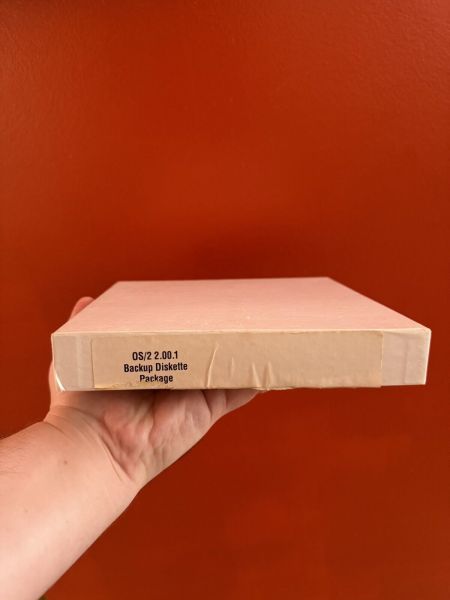 OS/2 2.00.1
Backup Diskette
Package